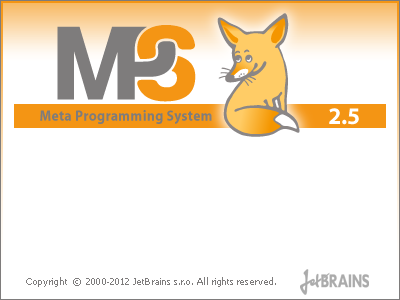 MPS
Meta Programming System
2.5
Copyright © 2000-2012 JetBrains s.r.o. All rights reserved.
JetBRAINS